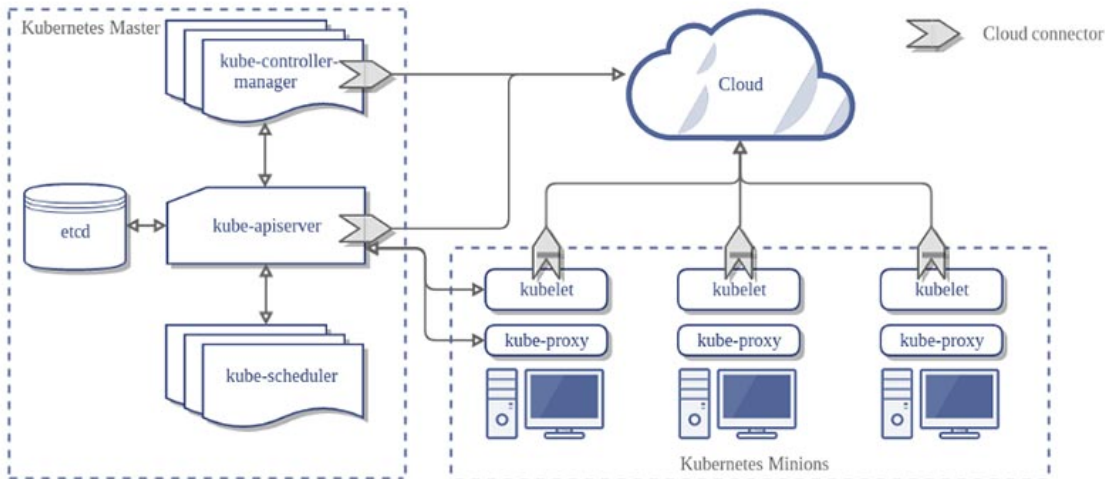 Kubernetes Master
kube-controller-
manager
Cloud
Cloud connector
etcd
kube-apiserver
kube-scheduler
kubelet
kubelet
kubelet
kube-proxy
kube-proxy
kube-proxy
Kubernetes Minions